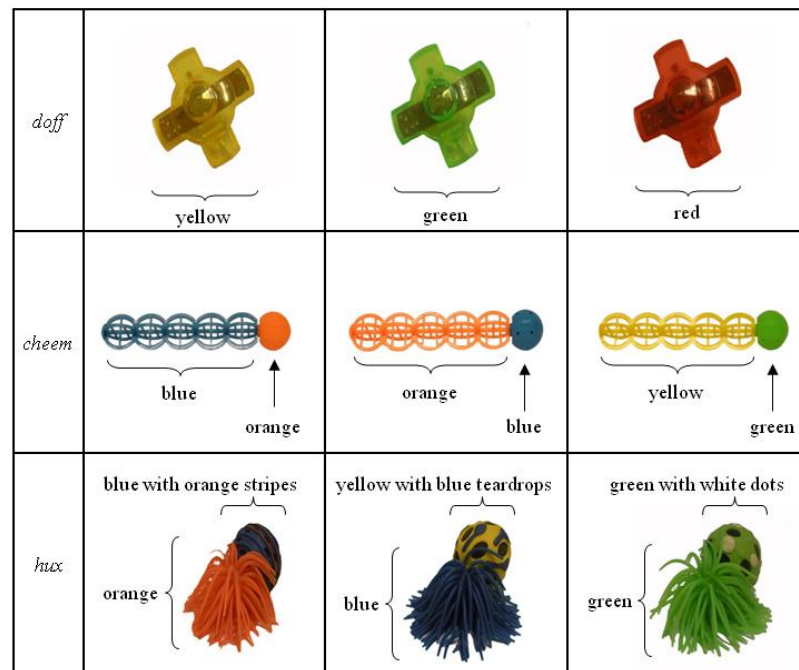 doff
yellow
green
red
cheem
blue
orange
orange
blue
yellow
green
hux
blue with orange stripes
orange
yellow with blue teardrops
blue
green with white dots
green